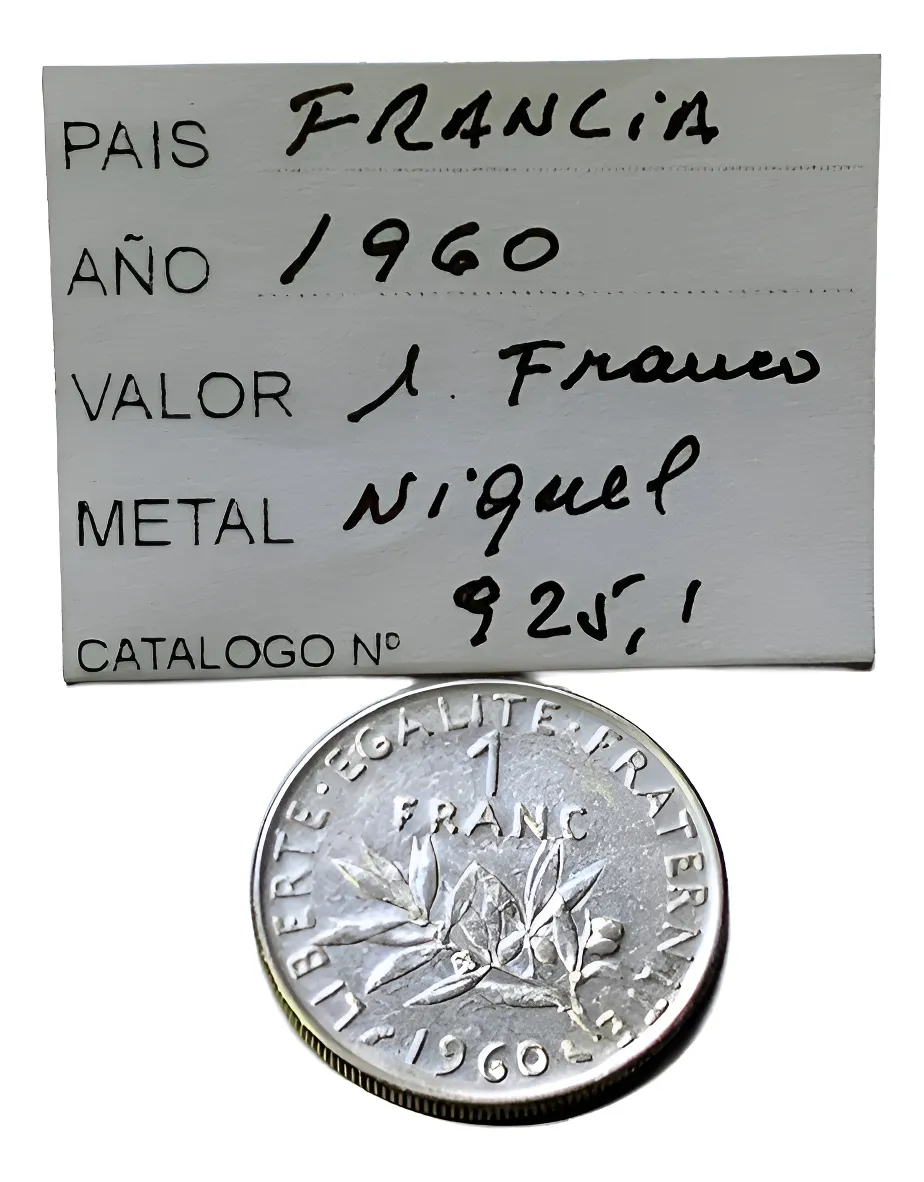 PAIS FRANCiA
AÑO 1960
VALOR 1. Franco
METAL Niquel
CATALOGO Nº 925,1
LIBERTE·EGALITE·FRATERNITE
1
FRANC
1960